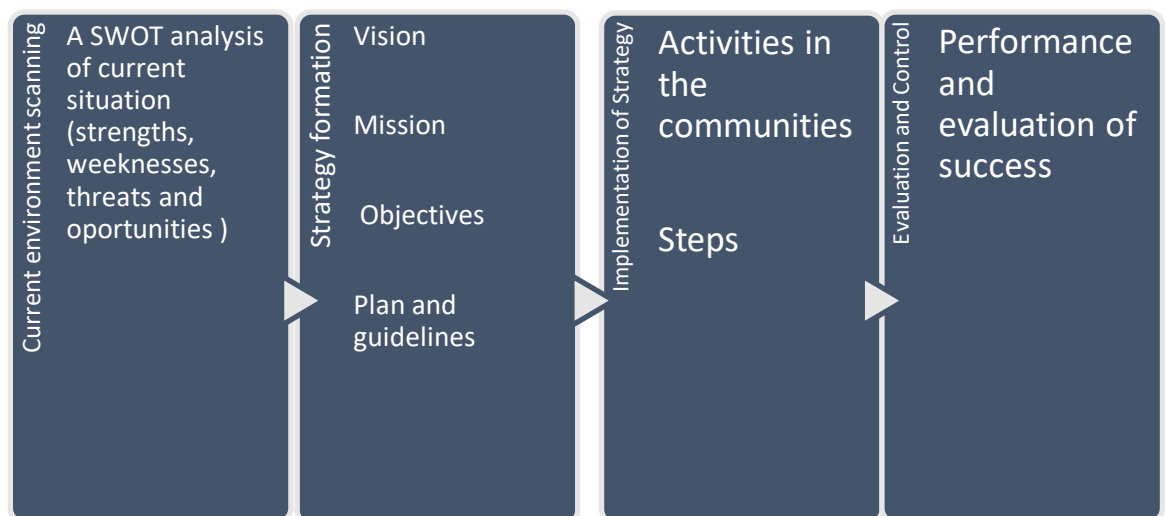 Current environment scanning
A SWOT analysis
of current
situation
(strengths,
weeknesses,
threats and
oportunities )
Strategy formation
Vision
Mission
Objectives
Plan and
guidelines
Implementation of Strategy
Activities in
the
communities
Steps
Evaluation and Control
Performance
and
evaluation of
success